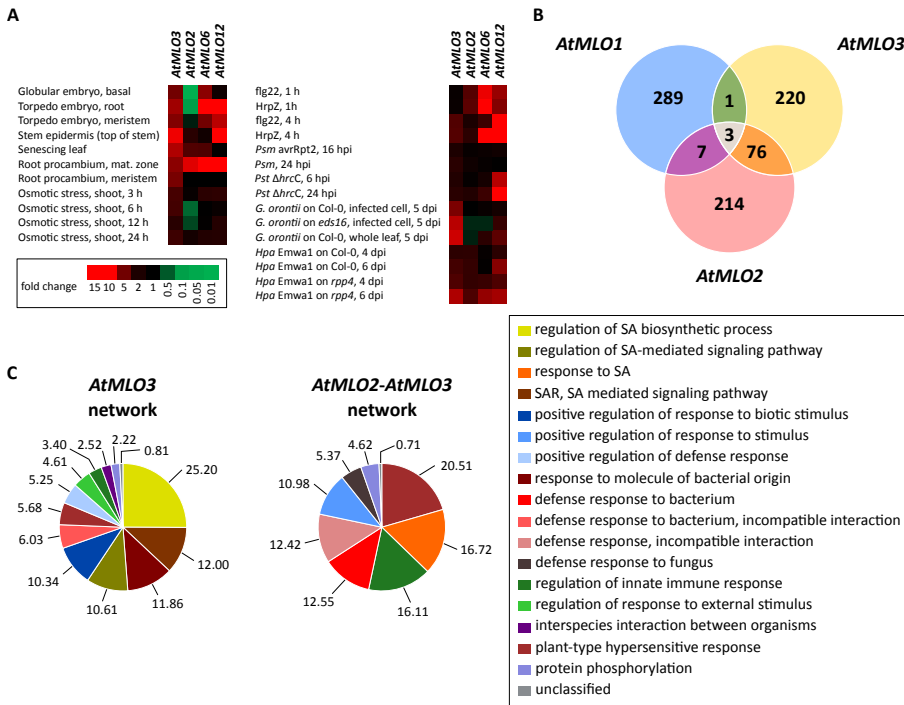 A
AtMLO3
AtMLO2
AtMLO6
AtMLO12
Globular embryo, basal
Torpedo embryo, root
Torpedo embryo, meristem
Stem epidermis (top of stem)
Senescing leaf
Root procambium, mat. zone
Root procambium, meristem
Osmotic stress, shoot, 3 h
Osmotic stress, shoot, 6 h
Osmotic stress, shoot, 12 h
Osmotic stress, shoot, 24 h
fold change
15
10
5
2
1
0.5
0.1
0.05
0.01
AtMLO3
AtMLO2
AtMLO6
AtMLO12
flg22, 1 h
HrpZ, 1h
flg22, 4 h
HrpZ, 4 h
Psm avrRpt2, 16 hpi
Psm, 24 hpi
Pst ΔhrcC, 6 hpi
Pst ΔhrcC, 24 hpi
G. orontii on Col-0, infected cell, 5 dpi
G. orontii on eds16, infected cell, 5 dpi
G. orontii on Col-0, whole leaf, 5 dpi
Hpa Emwa1 on Col-0, 4 dpi
Hpa Emwa1 on Col-0, 6 dpi
Hpa Emwa1 on rpp4, 4 dpi
Hpa Emwa1 on rpp4, 6 dpi
B
AtMLO1
AtMLO3
289
1
220
3
7
76
214
AtMLO2
C
AtMLO3
network
25.20
12.00
11.86
10.61
10.34
6.03
5.68
5.25
4.61
3.40
2.52
2.22
0.81
AtMLO2-AtMLO3
network
20.51
16.72
16.11
12.55
12.42
10.98
5.37
4.62
0.71
regulation of SA biosynthetic process
regulation of SA-mediated signaling pathway
response to SA
SAR, SA mediated signaling pathway
positive regulation of response to biotic stimulus
positive regulation of response to stimulus
positive regulation of defense response
response to molecule of bacterial origin
defense response to bacterium
defense response to bacterium, incompatible interaction
defense response, incompatible interaction
defense response to fungus
regulation of innate immune response
regulation of response to external stimulus
interspecies interaction between organisms
plant-type hypersensitive response
protein phosphorylation
unclassified